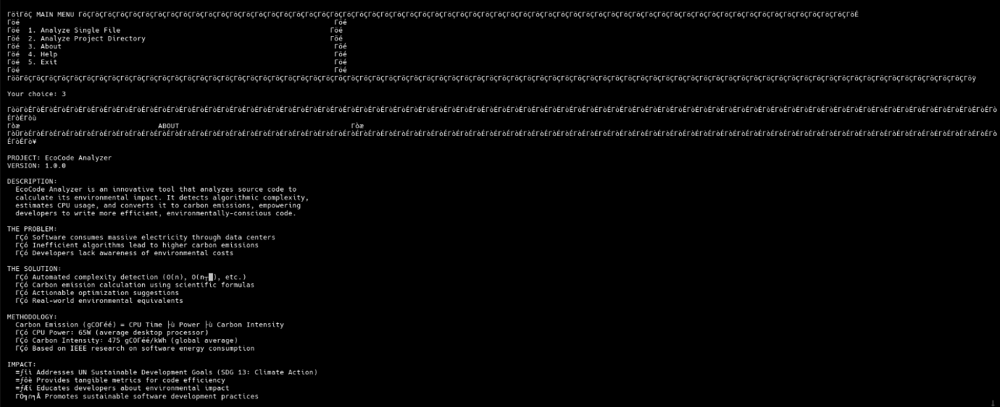 ΓöîΓöÇ MAIN MENU ΓöÇΓöÇΓöÇΓöÇΓöÇΓöÇΓöÇΓöÇΓöÇΓöÇΓöÇΓöÇΓöÇΓöÇΓöÇΓöÇΓöÇΓöÇΓöÇΓöÇΓöÇΓöÇΓöÇΓöÇΓöÇΓöÇΓöÇΓöÇΓöÇΓöÇΓöÇΓöÇΓöÇΓöÇΓöÇΓöÇΓöÇΓöÇΓöÇΓöÇΓöÇΓöÇΓöÇΓöÇΓöÇΓöÇΓöÇΓöÇΓöÇΓöÇΓöÇΓöÇΓöÇΓöÇΓöÇΓöÇΓöÇΓöÇΓöÇΓöÇΓöÇÉ
Γöé Γöé
Γöé 1. Analyze Single File Γöé
Γöé 2. Analyze Project Directory Γöé
Γöé 3. About Γöé
Γöé 4. Help Γöé
Γöé 5. Exit Γöé
Γöé Γöé
Your choice: 3
Γòæ ABOUT Γòæ
ÉΓòÉΓò¥
PROJECT: EcoCode Analyzer
VERSION: 1.0.0
DESCRIPTION:
EcoCode Analyzer is an innovative tool that analyzes source code to
calculate its environmental impact. It detects algorithmic complexity,
estimates CPU usage, and converts it to carbon emissions, empowering
developers to write more efficient, environmentally-conscious code.
THE PROBLEM:
ΓÇó Software consumes massive electricity through data centers
ΓÇó Inefficient algorithms lead to higher carbon emissions
ΓÇó Developers lack awareness of environmental costs
THE SOLUTION:
ΓÇó Automated complexity detection (O(n), O(n┬▓), etc.)
ΓÇó Carbon emission calculation using scientific formulas
ΓÇó Actionable optimization suggestions
ΓÇó Real-world environmental equivalents
METHODOLOGY:
Carbon Emission (gCOΓéé) = CPU Time ├ù Power ├ù Carbon Intensity
ΓÇó CPU Power: 65W (average desktop processor)
ΓÇó Carbon Intensity: 475 gCOΓéé/kWh (global average)
ΓÇó Based on IEEE research on software energy consumption
IMPACT:
≡ƒîì Addresses UN Sustainable Development Goals (SDG 13: Climate Action)
≡ƒôè Provides tangible metrics for code efficiency
≡ƒÆí Educates developers about environmental impact
ΓÖ╗∩╕Å Promotes sustainable software development practices